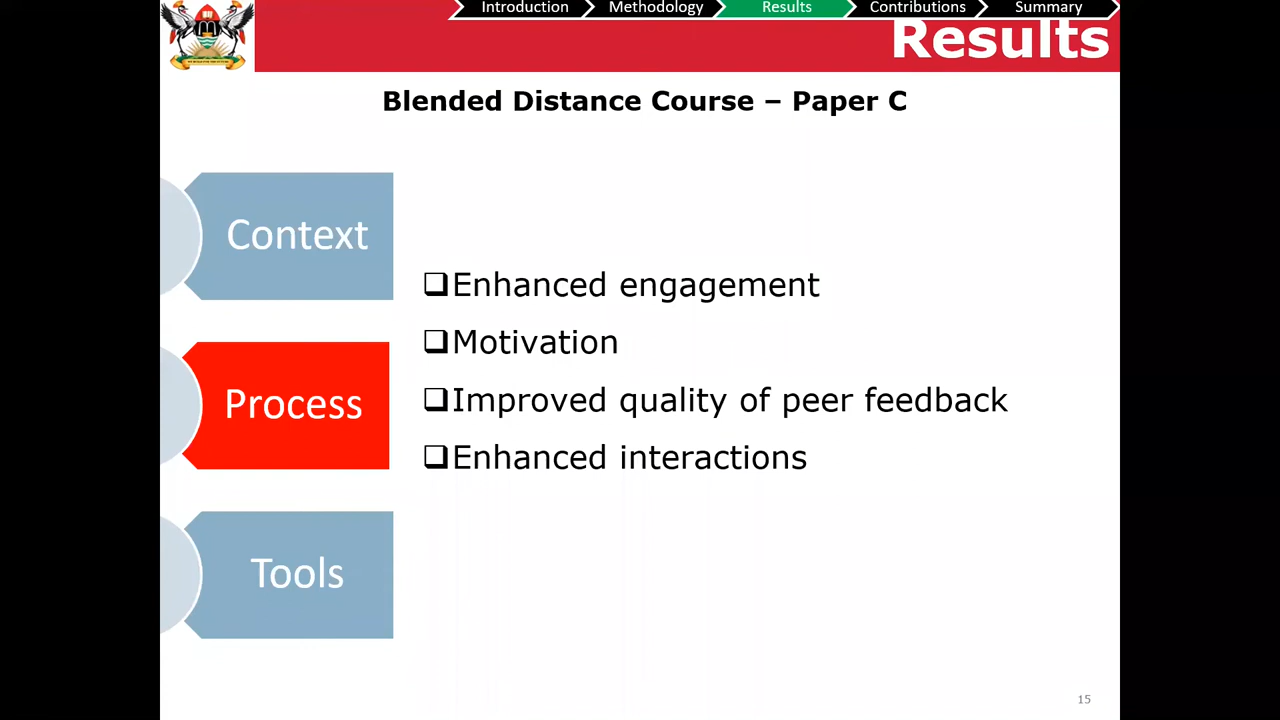 Introduction
Methodology
Results
Contributions
Summary
Results
Blended Distance Course – Paper C
Context
Enhanced engagement
Motivation
Improved quality of peer feedback
Enhanced interactions
Process
Tools
15